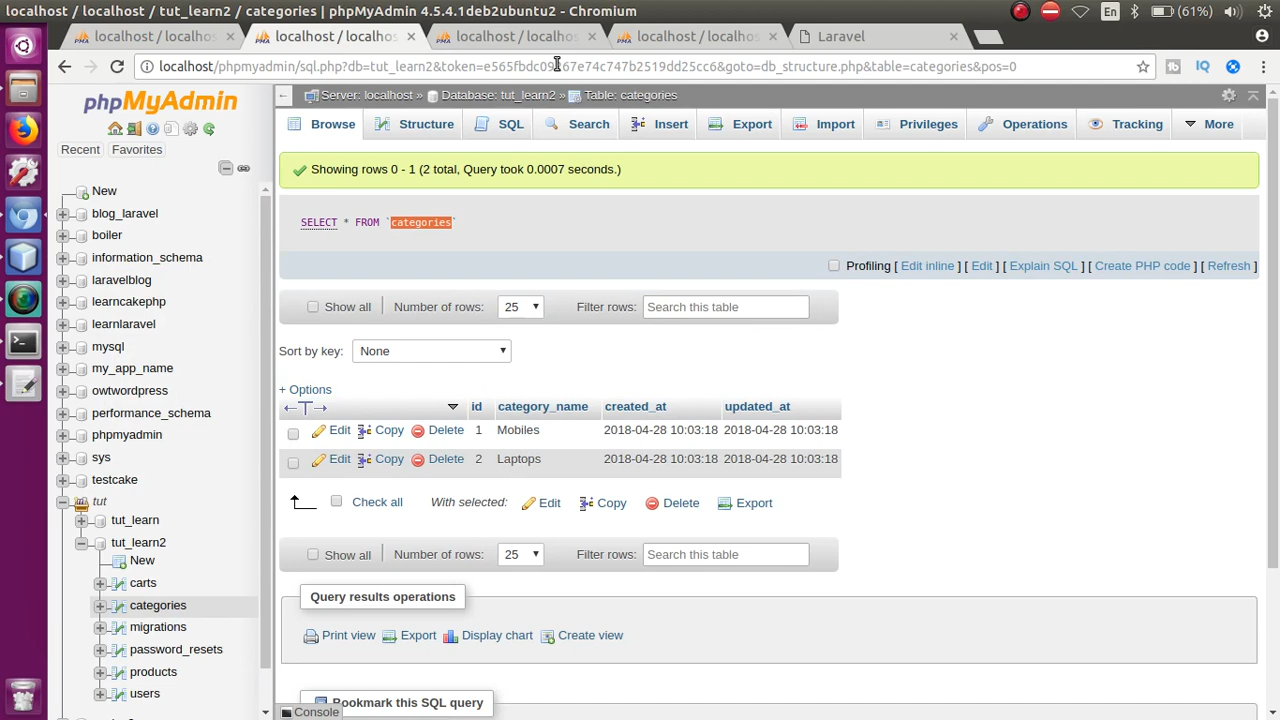 localhost / localhost / tut_learn2 / categories | phpMyAdmin 4.5.4.1deb2ubuntu2 - Chromium
En (61%)
localhost / localho localhost / localho localhost / localho localhost / localho Laravel
localhost/phpmyadmin/sql.php?db=tut_learn2&token=
&table=categories&pos=0
phpMyAdmin
Server: localhost » Database: tut_learn2 » Table: categories
Browse Structure SQL Search Insert Export Import Privileges Operations Tracking More
Recent Favorites
Showing rows 0 - 1 (2 total, Query took 0.0007 seconds.)
SELECT * FROM `categories`
Profiling [ Edit inline ] [ Edit ] [ Explain SQL ] [ Create PHP code ] [ Refresh ]
Show all Number of rows: 25 Filter rows: Search this table
Sort by key: None
+ Options
id category_name created_at updated_at
Edit Copy Delete 1 Mobiles 2018-04-28 10:03:18 2018-04-28 10:03:18
Edit Copy Delete 2 Laptops 2018-04-28 10:03:18 2018-04-28 10:03:18
Check all With selected: Edit Copy Delete Export
Show all Number of rows: 25 Filter rows: Search this table
Query results operations
Print view Export Display chart Create view
Bookmark this SQL query
Console
New
blog_laravel
boiler
information_schema
laravelblog
learncakephp
learnlaravel
mysql
my_app_name
owtwordpress
performance_schema
phpmyadmin
sys
testcake
tut
tut_learn
tut_learn2
New
carts
categories
migrations
password_resets
products
users